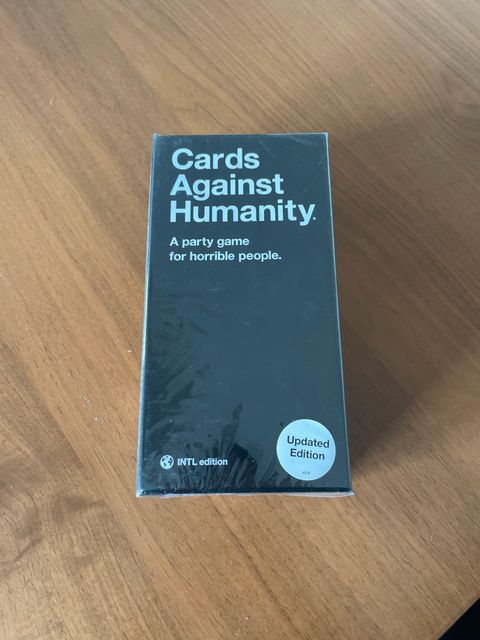 Cards
Against
Humanity.
A party game
for horrible people.
INTL edition
Updated
Edition